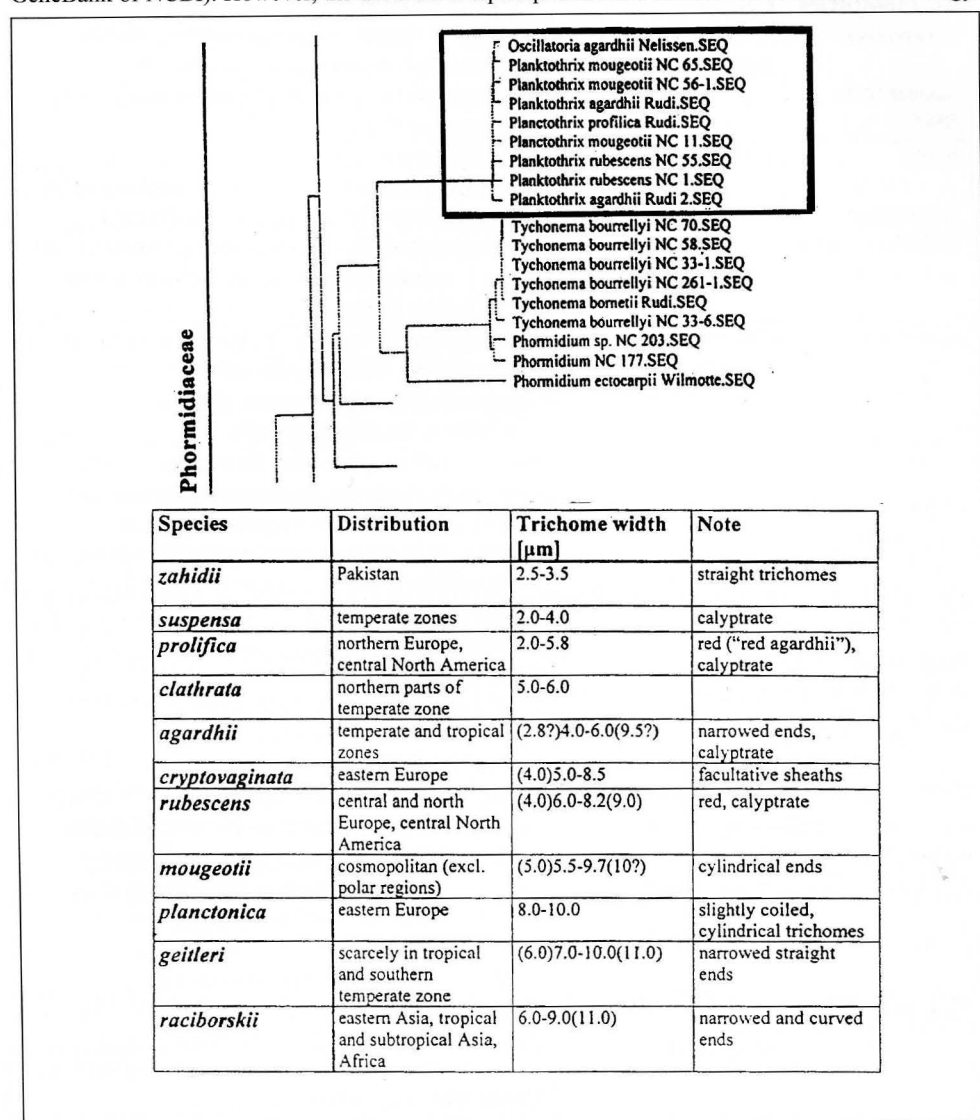 Oscillatoria agardhii Nelissen.SEQ
Planktothrix mougeotii NC 65.SEQ
Planktothrix mougeotii NC 56-1.SEQ
Planktothrix agardhii Rudi.SEQ
Planctothrix profilica Rudi.SEQ
Planctothrix mougeotii NC 11.SEQ
Planktothrix rubescens NC 55.SEQ
Planktothrix rubescens NC 1.SEQ
Planktothrix agardhii Rudi 2.SEQ
Tychonema bourrellyi NC 70.SEQ
Tychonema bourrellyi NC 58.SEQ
Tychonema bourrellyi NC 33-1.SEQ
Tychonema bourrellyi NC 261-1.SEQ
Tychonema bornetii Rudi.SEQ
Tychonema bourrellyi NC 33-6.SEQ
Phormidium sp. NC 203.SEQ
Phormidium NC 177.SEQ
Phormidium ectocarpii Wilmotte.SEQ
Phormidiaceae
Species Distribution Trichome width Note
[µm]
zahidii Pakistan 2.5-3.5 straight trichomes
suspensa temperate zones 2.0-4.0 calyptrate
prolifica northern Europe, 2.0-5.8 red ("red agardhii"),
central North America calyptrate
clathrata northern parts of 5.0-6.0
temperate zone
agardhii temperate and tropical (2.8?)4.0-6.0(9.5?) narrowed ends,
zones calyptrate
cryptovaginata eastern Europe (4.0)5.0-8.5 facultative sheaths
rubescens central and north (4.0)6.0-8.2(9.0) red, calyptrate
Europe, central North
America
mougeotii cosmopolitan (excl. (5.0)5.5-9.7(10?) cylindrical ends
polar regions)
planctonica eastern Europe 8.0-10.0 slightly coiled,
cylindrical trichomes
geitleri scarcely in tropical (6.0)7.0-10.0(11.0) narrowed straight
and southern ends
temperate zone
raciborskii eastern Asia, tropical 6.0-9.0(11.0) narrowed and curved
and subtropical Asia, ends
Africa